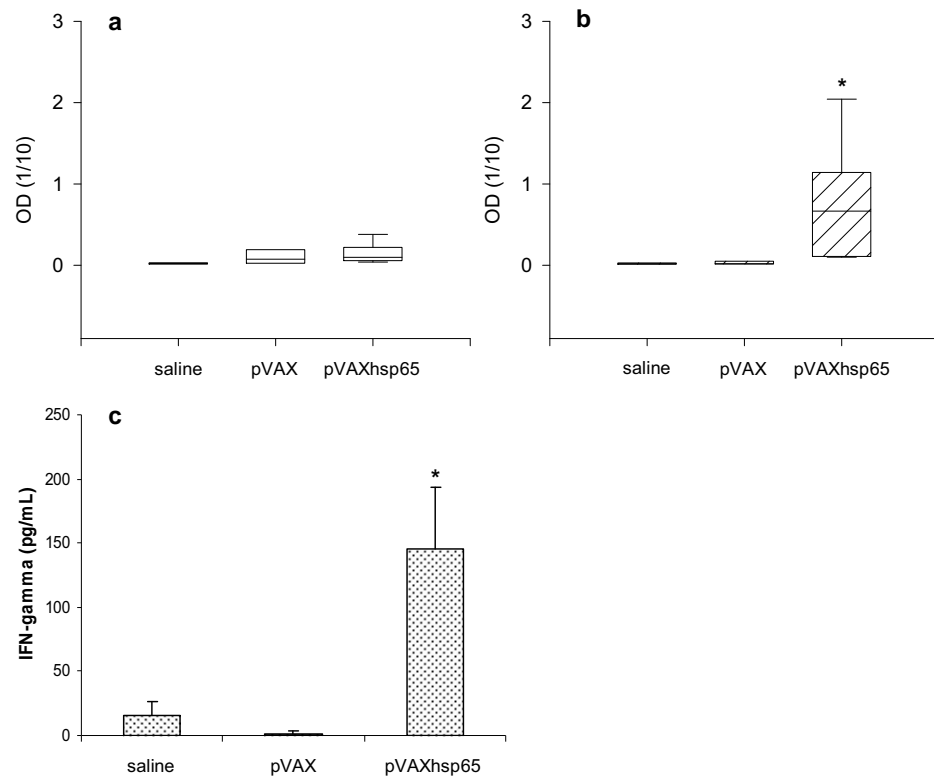 a
3
2
1
0
OD (1/10)
saline pVAX pVAXhsp65
b
3
2
1
0
OD (1/10)
*
saline pVAX pVAXhsp65
c
250
200
150
100
50
0
IFN-gamma (pg/mL)
*
saline pVAX pVAXhsp65